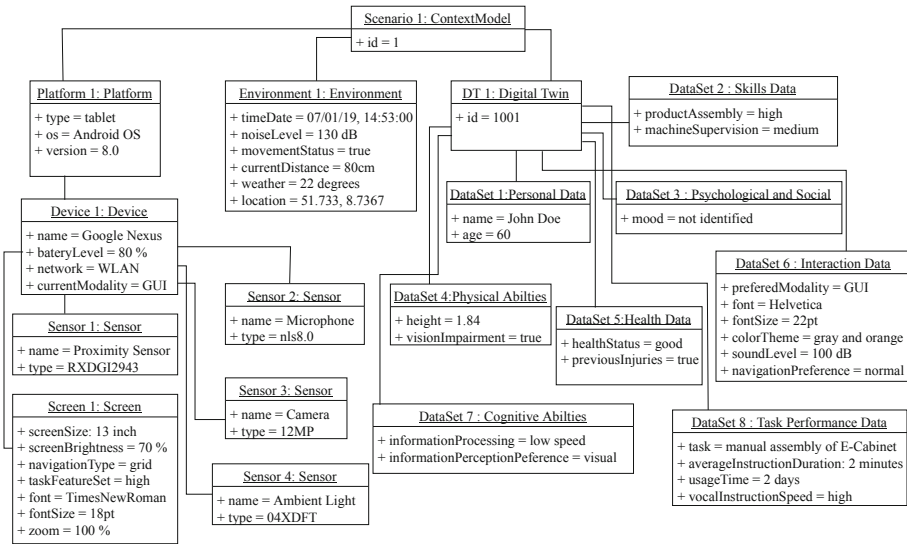 Scenario 1: ContextModel
+ id = 1
Platform 1: Platform
+ type = tablet
+ os = Android OS
+ version = 8.0
Environment 1: Environment
+ timeDate = 07/01/19, 14:53:00
+ noiseLevel = 130 dB
+ movementStatus = true
+ currentDistance = 80cm
+ weather = 22 degrees
+ location = 51.733, 8.7367
DT 1: Digital Twin
+ id = 1001
DataSet 2 : Skills Data
+ productAssembly = high
+ machineSupervision = medium
DataSet 1:Personal Data
+ name = John Doe
+ age = 60
DataSet 3 : Psychological and Social
+ mood = not identified
Device 1: Device
+ name = Google Nexus
+ bateryLevel = 80 %
+ network = WLAN
+ currentModality = GUI
Sensor 2: Sensor
+ name = Microphone
+ type = nls8.0
DataSet 4:Physical Abilties
+ height = 1.84
+ visionImpairment = true
DataSet 5:Health Data
+ healthStatus = good
+ previousInjuries = true
DataSet 6 : Interaction Data
+ preferedModality = GUI
+ font = Helvetica
+ fontSize = 22pt
+ colorTheme = gray and orange
+ soundLevel = 100 dB
+ navigationPreference = normal
Sensor 1: Sensor
+ name = Proximity Sensor
+ type = RXDGI2943
Sensor 3: Sensor
+ name = Camera
+ type = 12MP
Screen 1: Screen
+ screenSize: 13 inch
+ screenBrightness = 70 %
+ navigationType = grid
+ taskFeatureSet = high
+ font = TimesNewRoman
+ fontSize = 18pt
+ zoom = 100 %
Sensor 4: Sensor
+ name = Ambient Light
+ type = 04XDFT
DataSet 7 : Cognitive Abilties
+ informationProcessing = low speed
+ informationPerceptionPeference = visual
DataSet 8 : Task Performance Data
+ task = manual assembly of E-Cabinet
+ averageInstructionDuration: 2 minutes
+ usageTime = 2 days
+ vocalInstructionSpeed = high